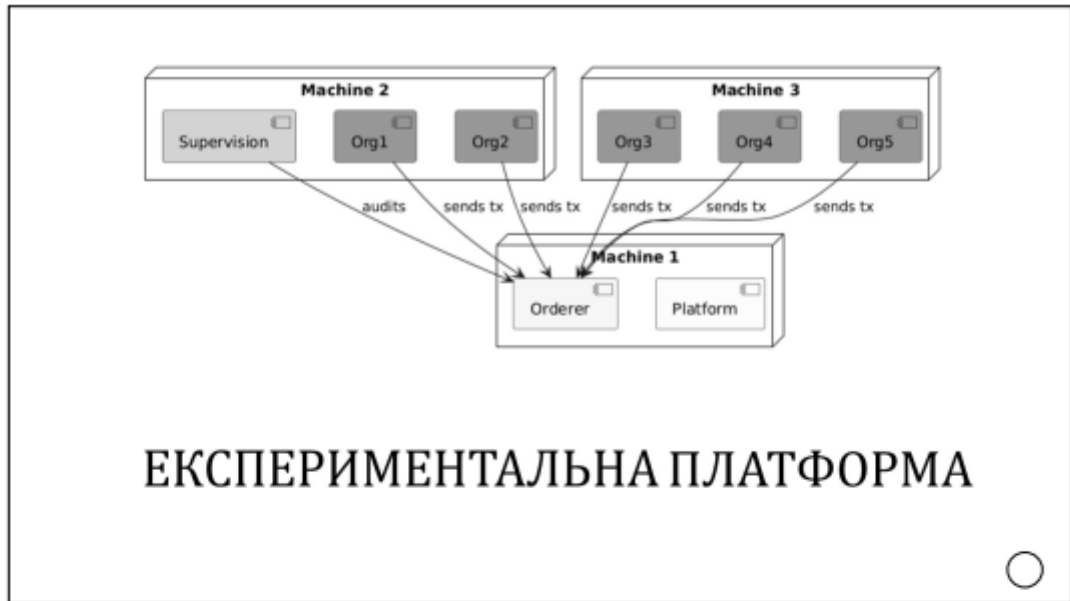 Machine 2
Machine 3
Supervision Org1 Org2 Org3 Org4 Org5
audits sends tx sends tx sends tx sends tx sends tx
Machine 1
Orderer Platform
ЕКСПЕРИМЕНТАЛЬНА ПЛАТФОРМА